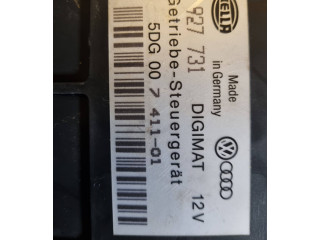 HELLA
Made
in Germany
927 731 DIGIMAT 12V
Getriebe-Steuergerät
5DG 007 411-01